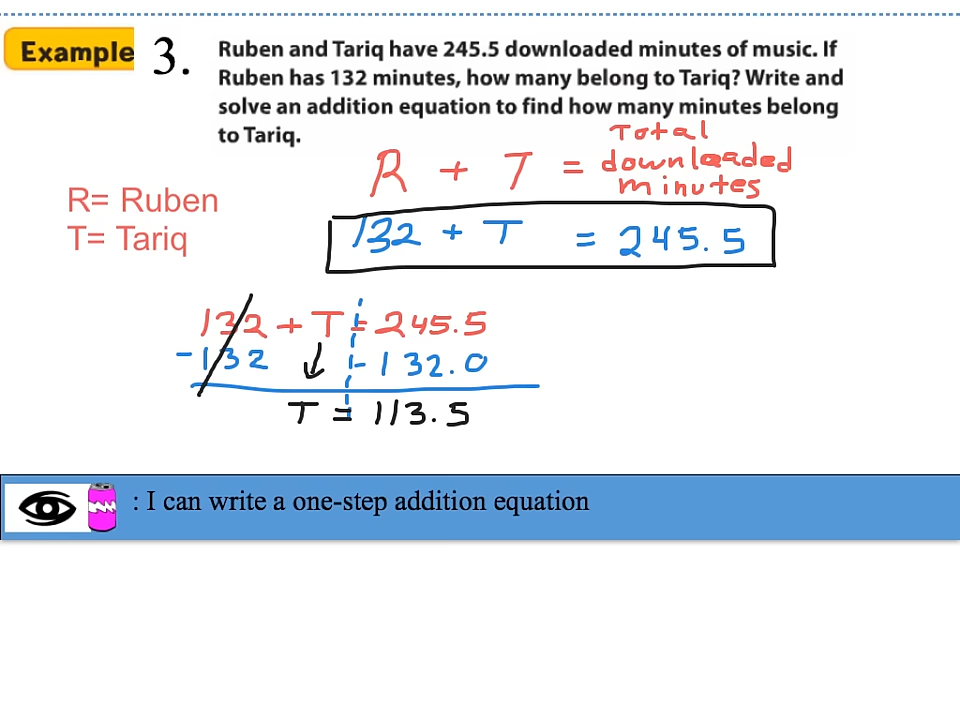 Example
3.
Ruben and Tariq have 245.5 downloaded minutes of music. If
Ruben has 132 minutes, how many belong to Tariq? Write and
solve an addition equation to find how many minutes belong
to Tariq.
Total
R + T = downloaded
minutes
R= Ruben
T= Tariq
132 + T = 245.5
132 + T = 245.5
-132 -132.0
T = 113.5
: I can write a one-step addition equation